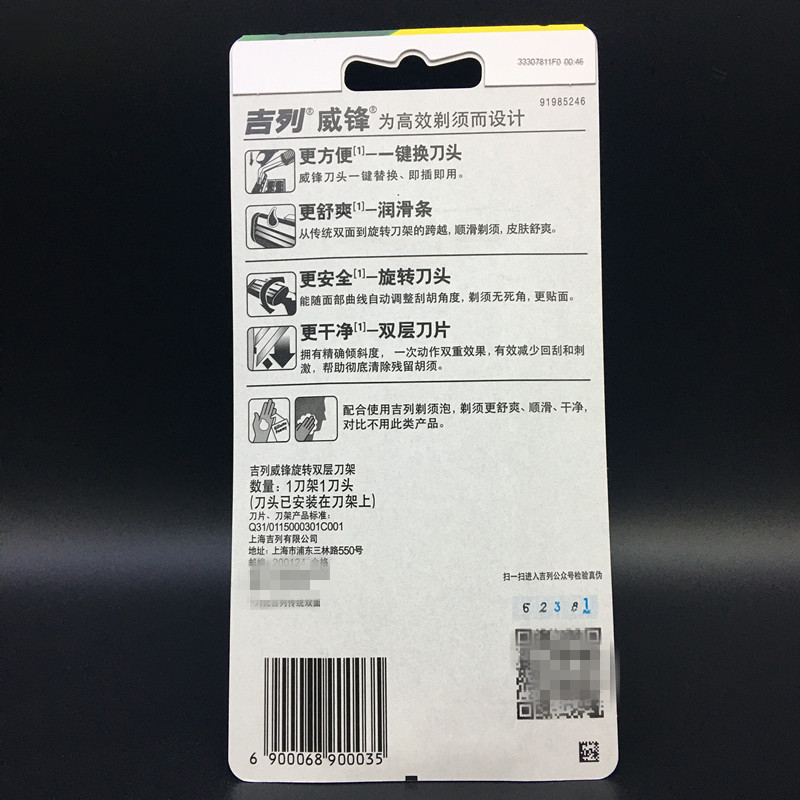 33307811F0 00:46
91985246
吉列® 威锋® 为高效剃须而设计
更方便[1]—一键换刀头
威锋刀头一键替换、即插即用。
更舒爽[1]—润滑条
从传统双面到旋转刀架的跨越,顺滑剃须,皮肤舒爽。
更安全[1]—旋转刀头
能随面部曲线自动调整刮胡角度,剃须无死角,更贴面。
更干净[1]—双层刀片
拥有精确倾斜度, 一次动作双重效果,有效减少回刮和刺
激,帮助彻底清除残留胡须。
配合使用吉列剃须泡,剃须更舒爽、顺滑、干净,
对比不用此类产品。
吉列威锋旋转双层刀架
数量:1刀架1刀头
(刀头已安装在刀架上)
刀片、刀架产品标准:
Q31/0115000301C001
上海吉列有限公司
地址:上海市浦东三林路550号
扫一扫进入吉列公众号检验真伪
6 2 3 8 1
6 900068 900035